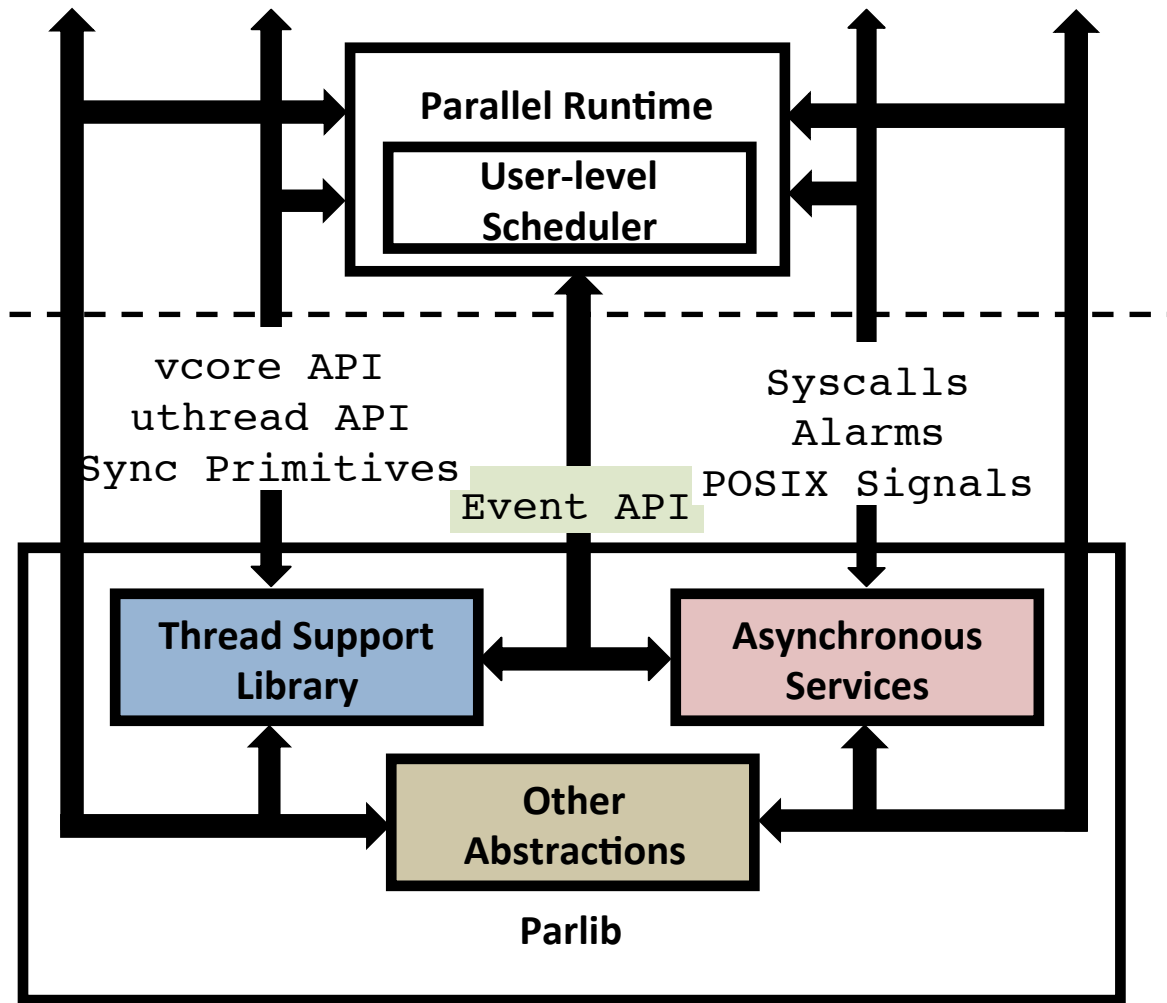 Parallel Runtime
User-level
Scheduler
vcore API
uthread API
Sync Primitives
Event API
Syscalls
Alarms
POSIX Signals
Thread Support
Library
Asynchronous
Services
Other
Abstractions
Parlib